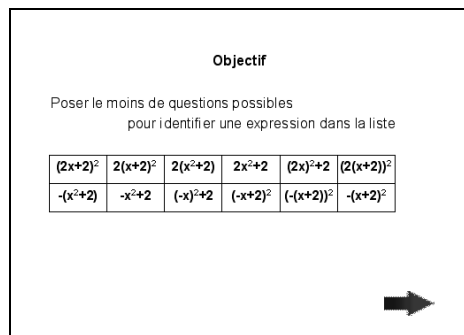 Objectif
Poser le moins de questions possibles
pour identifier une expression dans la liste
(2x+2)² 2(x+2)² 2(x²+2) 2x²+2 (2x)²+2 (2(x+2))²
-(x²+2) -x²+2 (-x)²+2 (-x+2)² (-(x+2))² -(x+2)²